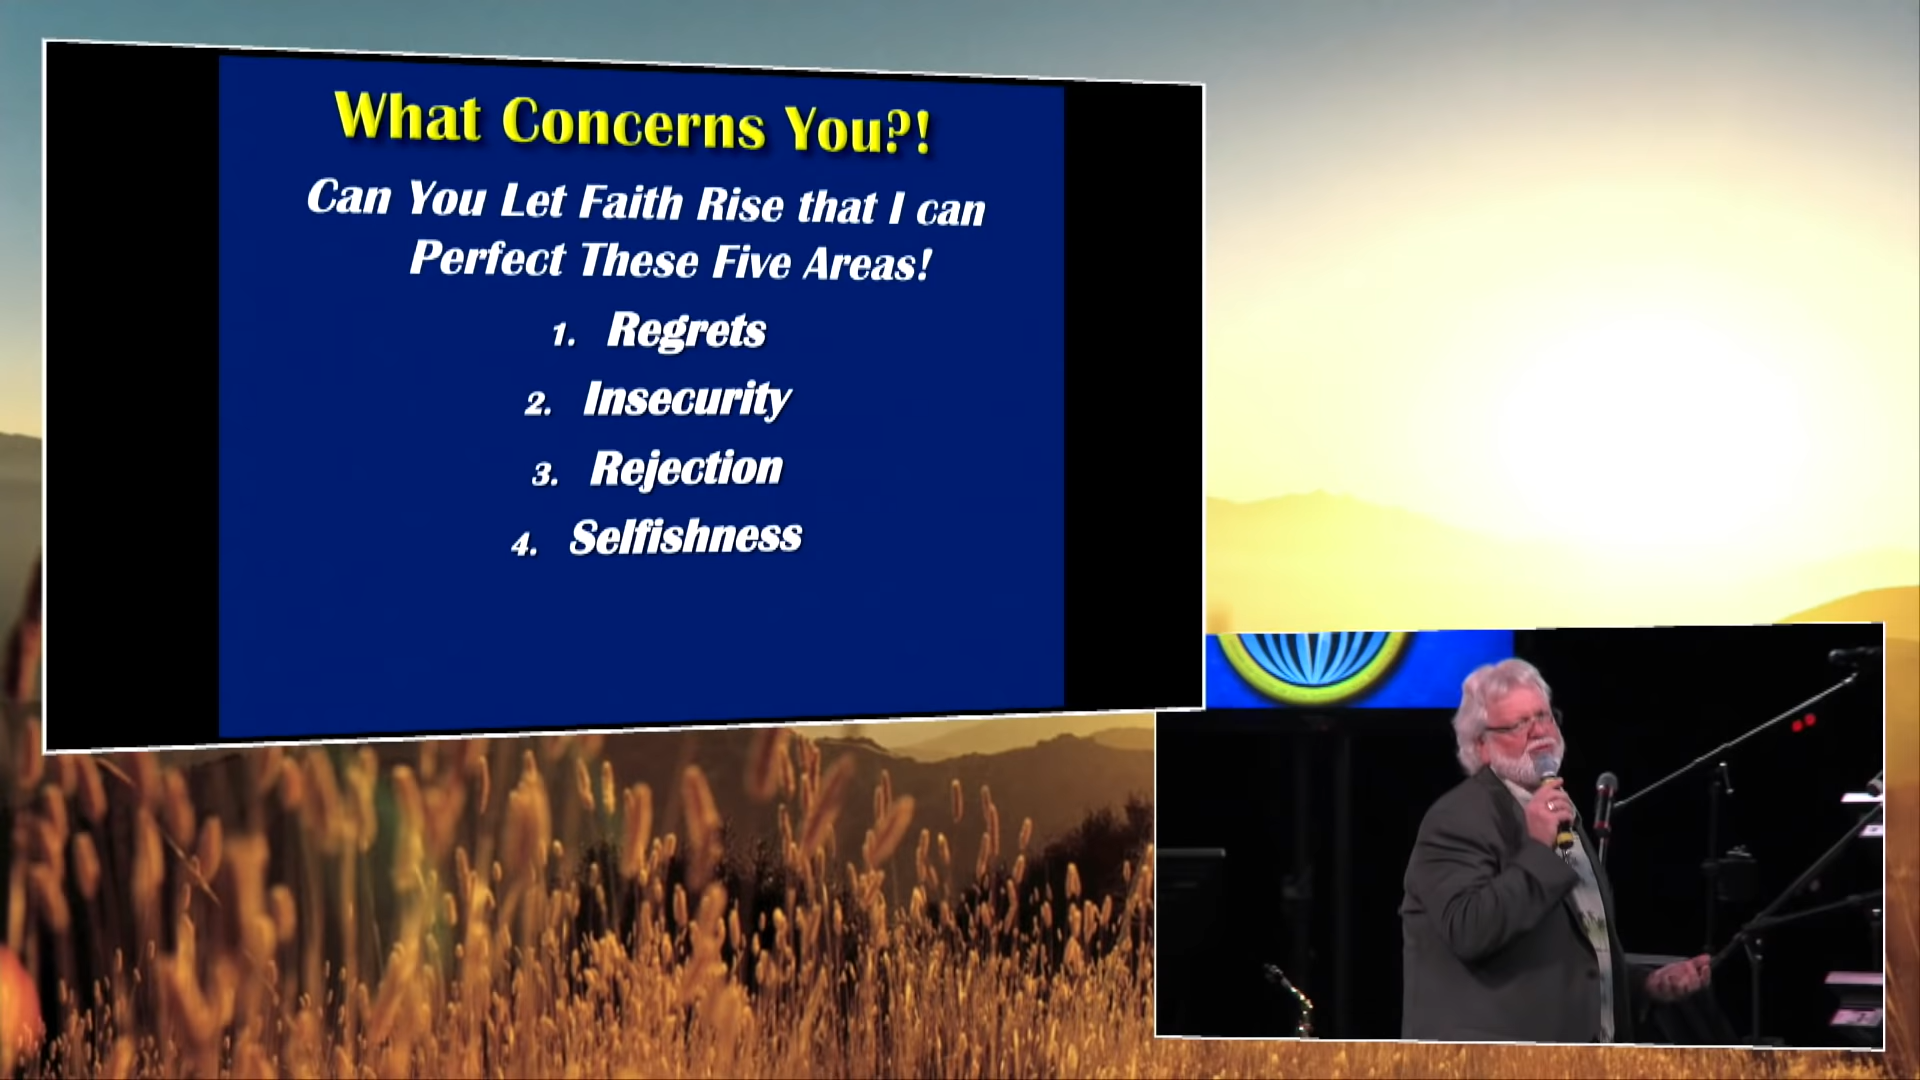 What Concerns You?!
Can You Let Faith Rise that I can
Perfect These Five Areas!
1. Regrets
2. Insecurity
3. Rejection
4. Selfishness